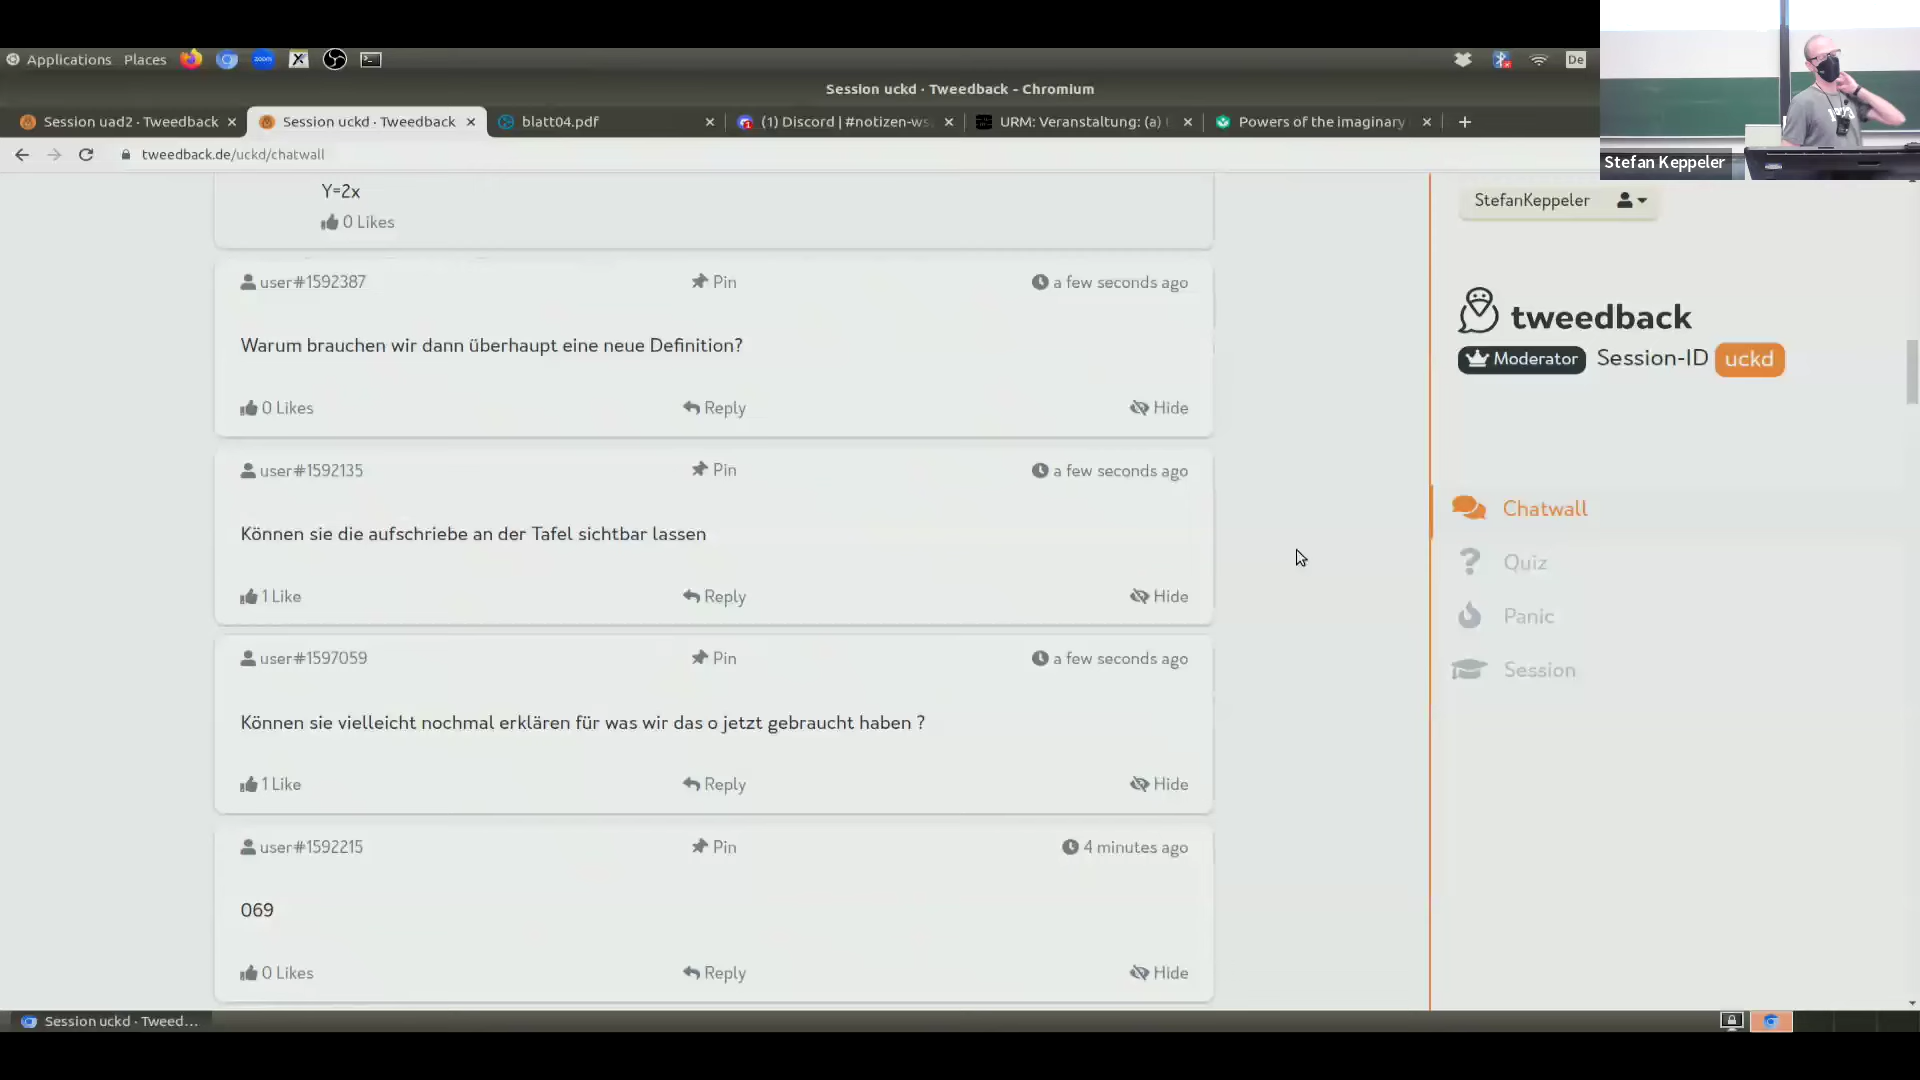 Applications Places De
Session uckd · Tweedback - Chromium
Session uad2 · Tweedback
Session uckd · Tweedback
blatt04.pdf
(1) Discord | #notizen-ws
URM: Veranstaltung: (a)
Powers of the imaginary
tweedback.de/uckd/chatwall
Stefan Keppeler
Y=2x
0 Likes
StefanKeppeler
user#1592387 Pin a few seconds ago
Warum brauchen wir dann überhaupt eine neue Definition?
0 Likes Reply Hide
tweedback
Moderator Session-ID uckd
user#1592135 Pin a few seconds ago
Können sie die aufschriebe an der Tafel sichtbar lassen
1 Like Reply Hide
Chatwall
Quiz
Panic
Session
user#1597059 Pin a few seconds ago
Können sie vielleicht nochmal erklären für was wir das o jetzt gebraucht haben ?
1 Like Reply Hide
user#1592215 Pin 4 minutes ago
069
0 Likes Reply Hide
Session uckd · Tweed...